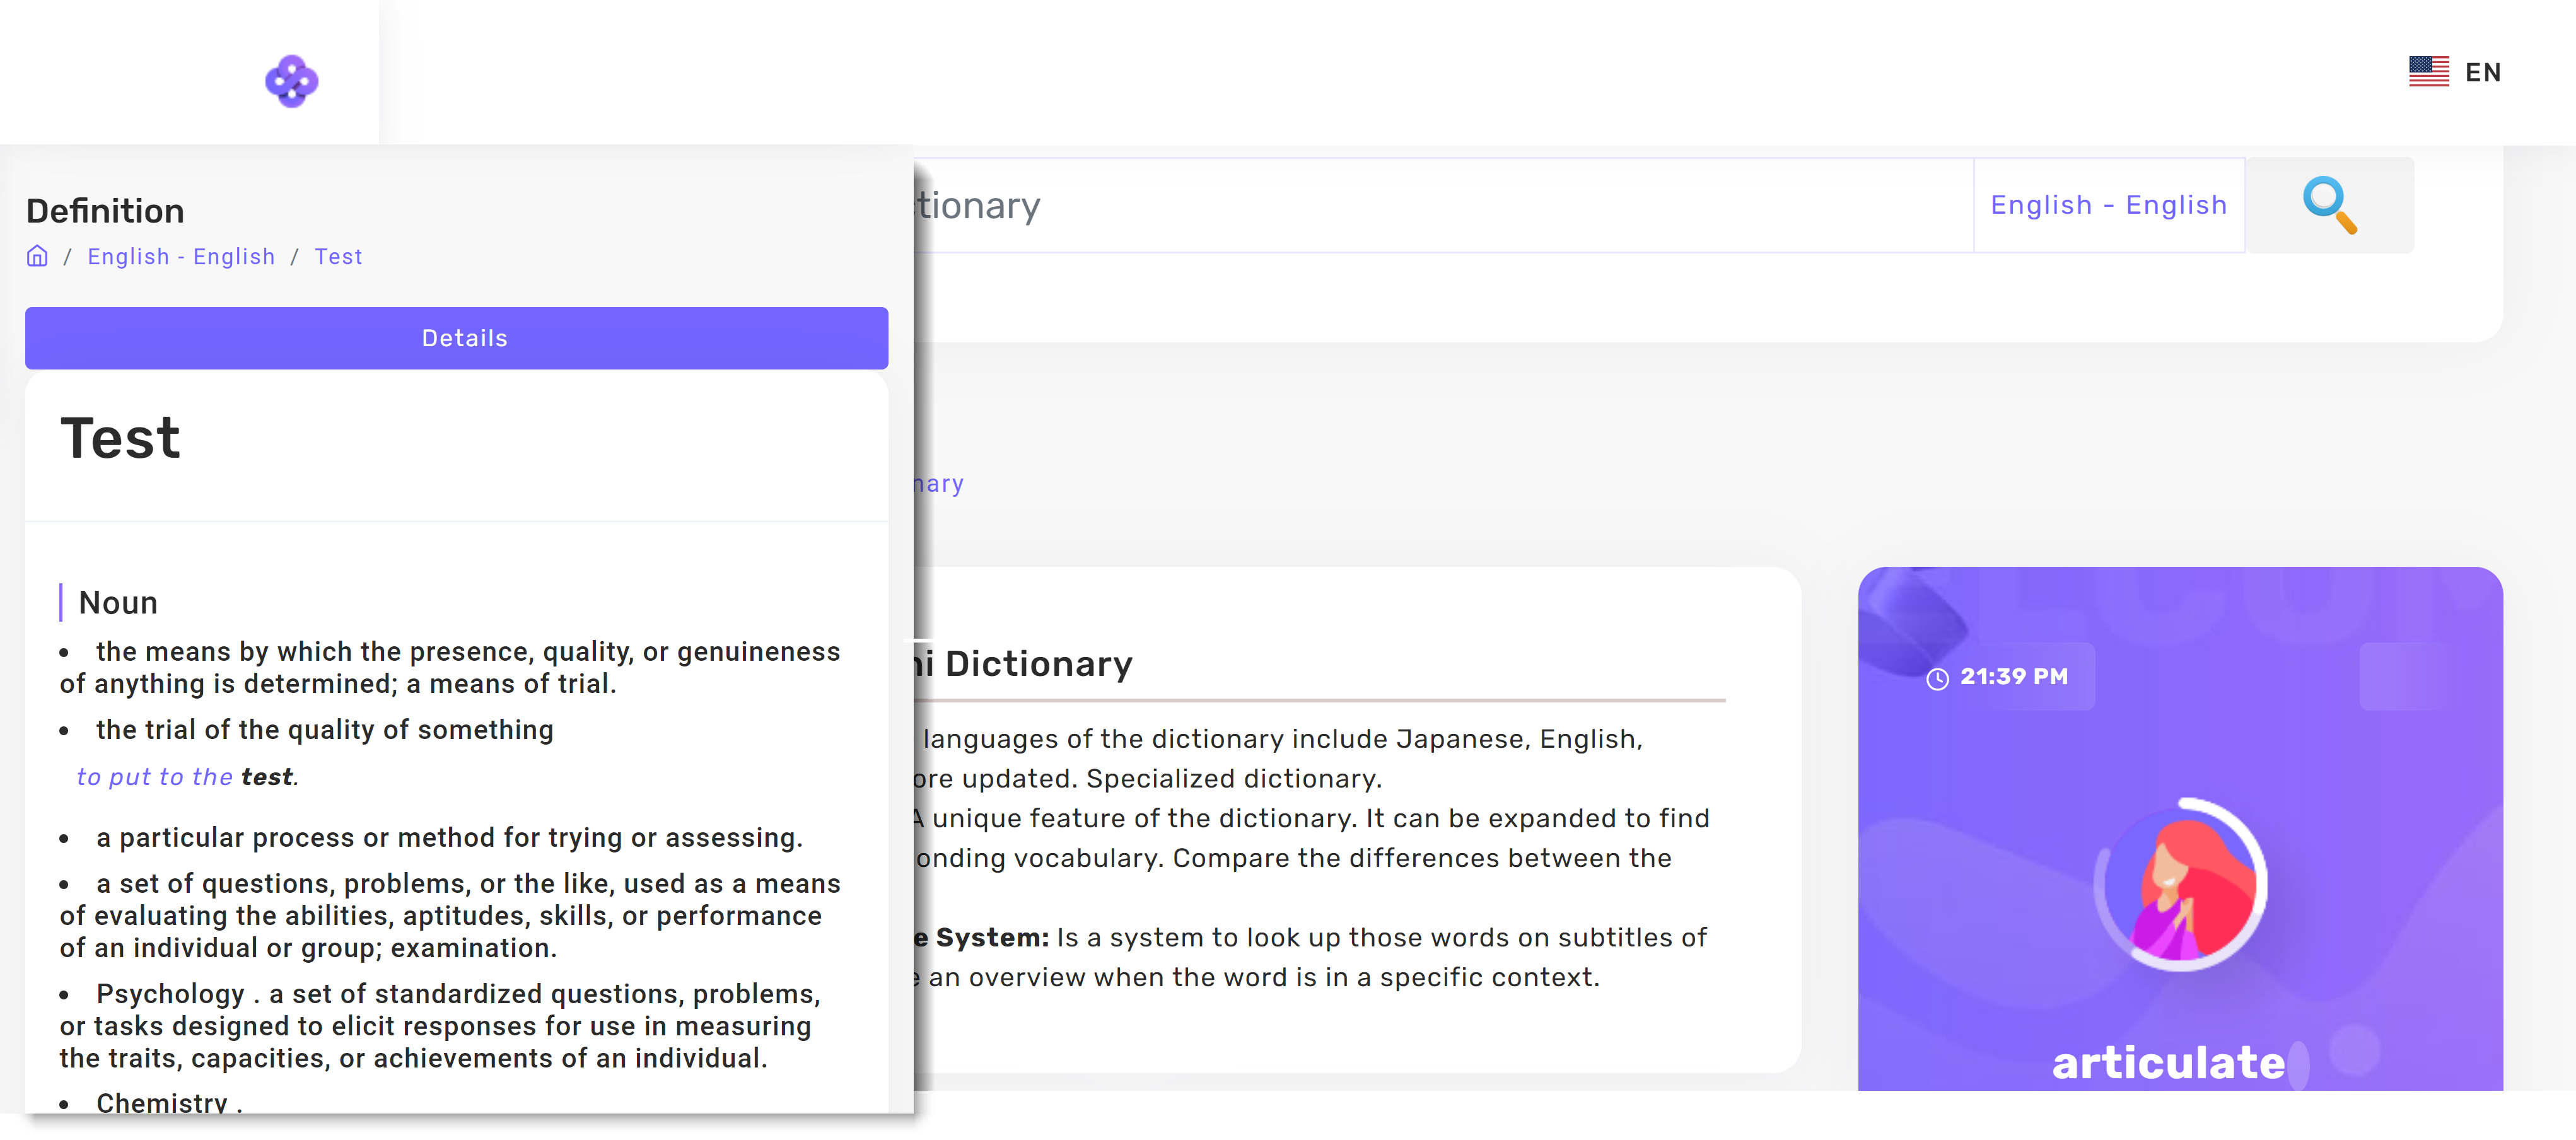 EN
Definition
/ English - English / Test
Details
Test
Noun
• the means by which the presence, quality, or genuineness
of anything is determined; a means of trial.
• the trial of the quality of something
to put to the test.
• a particular process or method for trying or assessing.
• a set of questions, problems, or the like, used as a means
of evaluating the abilities, aptitudes, skills, or performance
of an individual or group; examination.
• Psychology . a set of standardized questions, problems,
or tasks designed to elicit responses for use in measuring
the traits, capacities, or achievements of an individual.
• Chemistry .
tionary
English - English
nary
Dictionary
languages of the dictionary include Japanese, English,
ore updated. Specialized dictionary.
A unique feature of the dictionary. It can be expanded to find
onding vocabulary. Compare the differences between the
e System: Is a system to look up those words on subtitles of
e an overview when the word is in a specific context.
21:39 PM
articulate